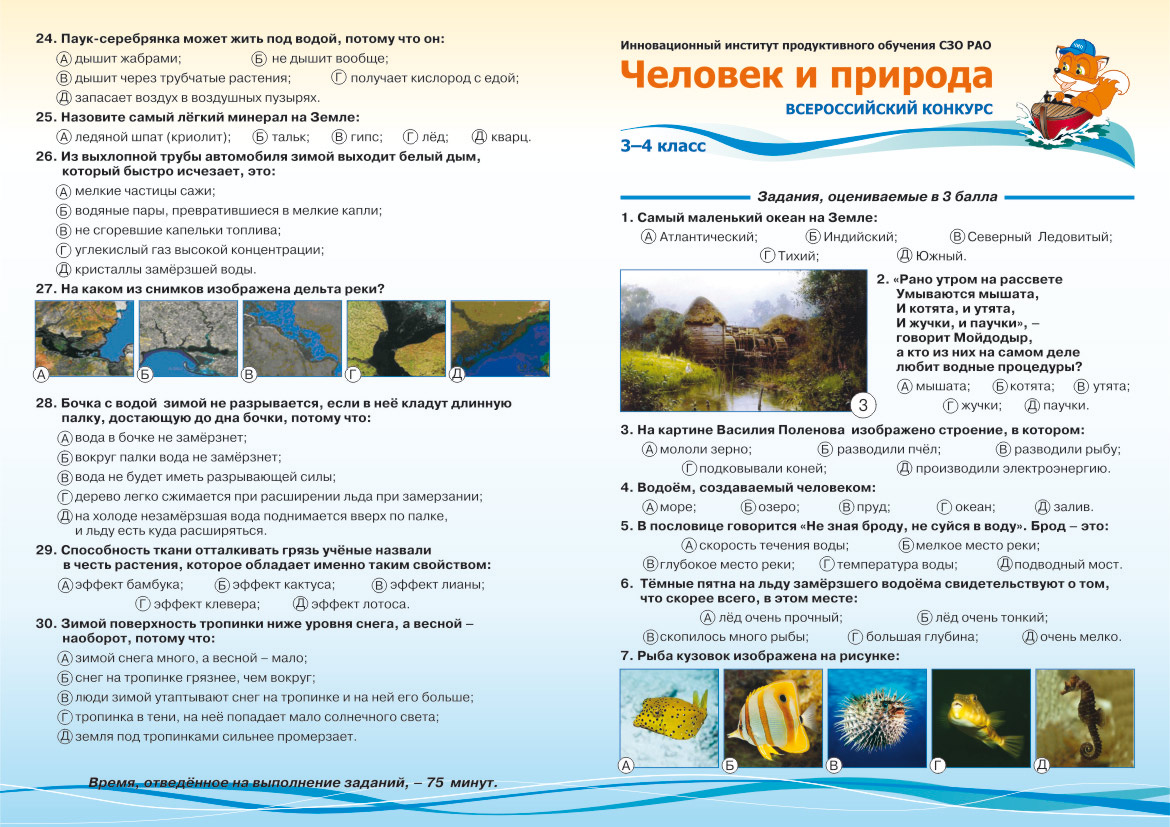 24. Паук-серебрянка может жить под водой, потому что он:
А дышит жабрами; Б не дышит вообще;
В дышит через трубчатые растения; Г получает кислород с едой;
Д запасает воздух в воздушных пузырях.
25. Назовите самый лёгкий минерал на Земле:
А ледяной шпат (криолит); Б тальк; В гипс; Г лёд; Д кварц.
26. Из выхлопной трубы автомобиля зимой выходит белый дым,
который быстро исчезает, это:
А мелкие частицы сажи;
Б водяные пары, превратившиеся в мелкие капли;
В не сгоревшие капельки топлива;
Г углекислый газ высокой концентрации;
Д кристаллы замёрзшей воды.
27. На каком из снимков изображена дельта реки?
А Б В Г Д
28. Бочка с водой зимой не разрывается, если в неё кладут длинную
палку, достающую до дна бочки, потому что:
А вода в бочке не замёрзнет;
Б вокруг палки вода не замёрзнет;
В вода не будет иметь разрывающей силы;
Г дерево легко сжимается при расширении льда при замерзании;
Д на холоде незамёрзшая вода поднимается вверх по палке,
и льду есть куда расширяться.
29. Способность ткани отталкивать грязь учёные назвали
в честь растения, которое обладает именно таким свойством:
А эффект бамбука; Б эффект кактуса; В эффект лианы;
Г эффект клевера; Д эффект лотоса.
30. Зимой поверхность тропинки ниже уровня снега, а весной –
наоборот, потому что:
А зимой снега много, а весной – мало;
Б снег на тропинке грязнее, чем вокруг;
В люди зимой утаптывают снег на тропинке и на ней его больше;
Г тропинка в тени, на неё попадает мало солнечного света;
Д земля под тропинками сильнее промерзает.
Время, отведённое на выполнение заданий, – 75 минут.
Инновационный институт продуктивного обучения СЗО РАО
Человек и природа
ВСЕРОССИЙСКИЙ КОНКУРС
3–4 класс
Задания, оцениваемые в 3 балла
1. Самый маленький океан на Земле:
А Атлантический; Б Индийский; В Северный Ледовитый;
Г Тихий; Д Южный.
3
2. «Рано утром на рассвете
Умываются мышата,
И котята, и утята,
И жучки, и паучки», –
говорит Мойдодыр,
а кто из них на самом деле
любит водные процедуры?
А мышата; Б котята; В утята;
Г жучки; Д паучки.
3. На картине Василия Поленова изображено строение, в котором:
А мололи зерно; Б разводили пчёл; В разводили рыбу;
Г подковывали коней; Д производили электроэнергию.
4. Водоём, создаваемый человеком:
А море; Б озеро; В пруд; Г океан; Д залив.
5. В пословице говорится «Не зная броду, не суйся в воду». Брод – это:
А скорость течения воды; Б мелкое место реки;
В глубокое место реки; Г температура воды; Д подводный мост.
6. Тёмные пятна на льду замёрзшего водоёма свидетельствуют о том,
что скорее всего, в этом месте:
А лёд очень прочный; Б лёд очень тонкий;
В скопилось много рыбы; Г большая глубина; Д очень мелко.
7. Рыба кузовок изображена на рисунке:
А Б В Г Д